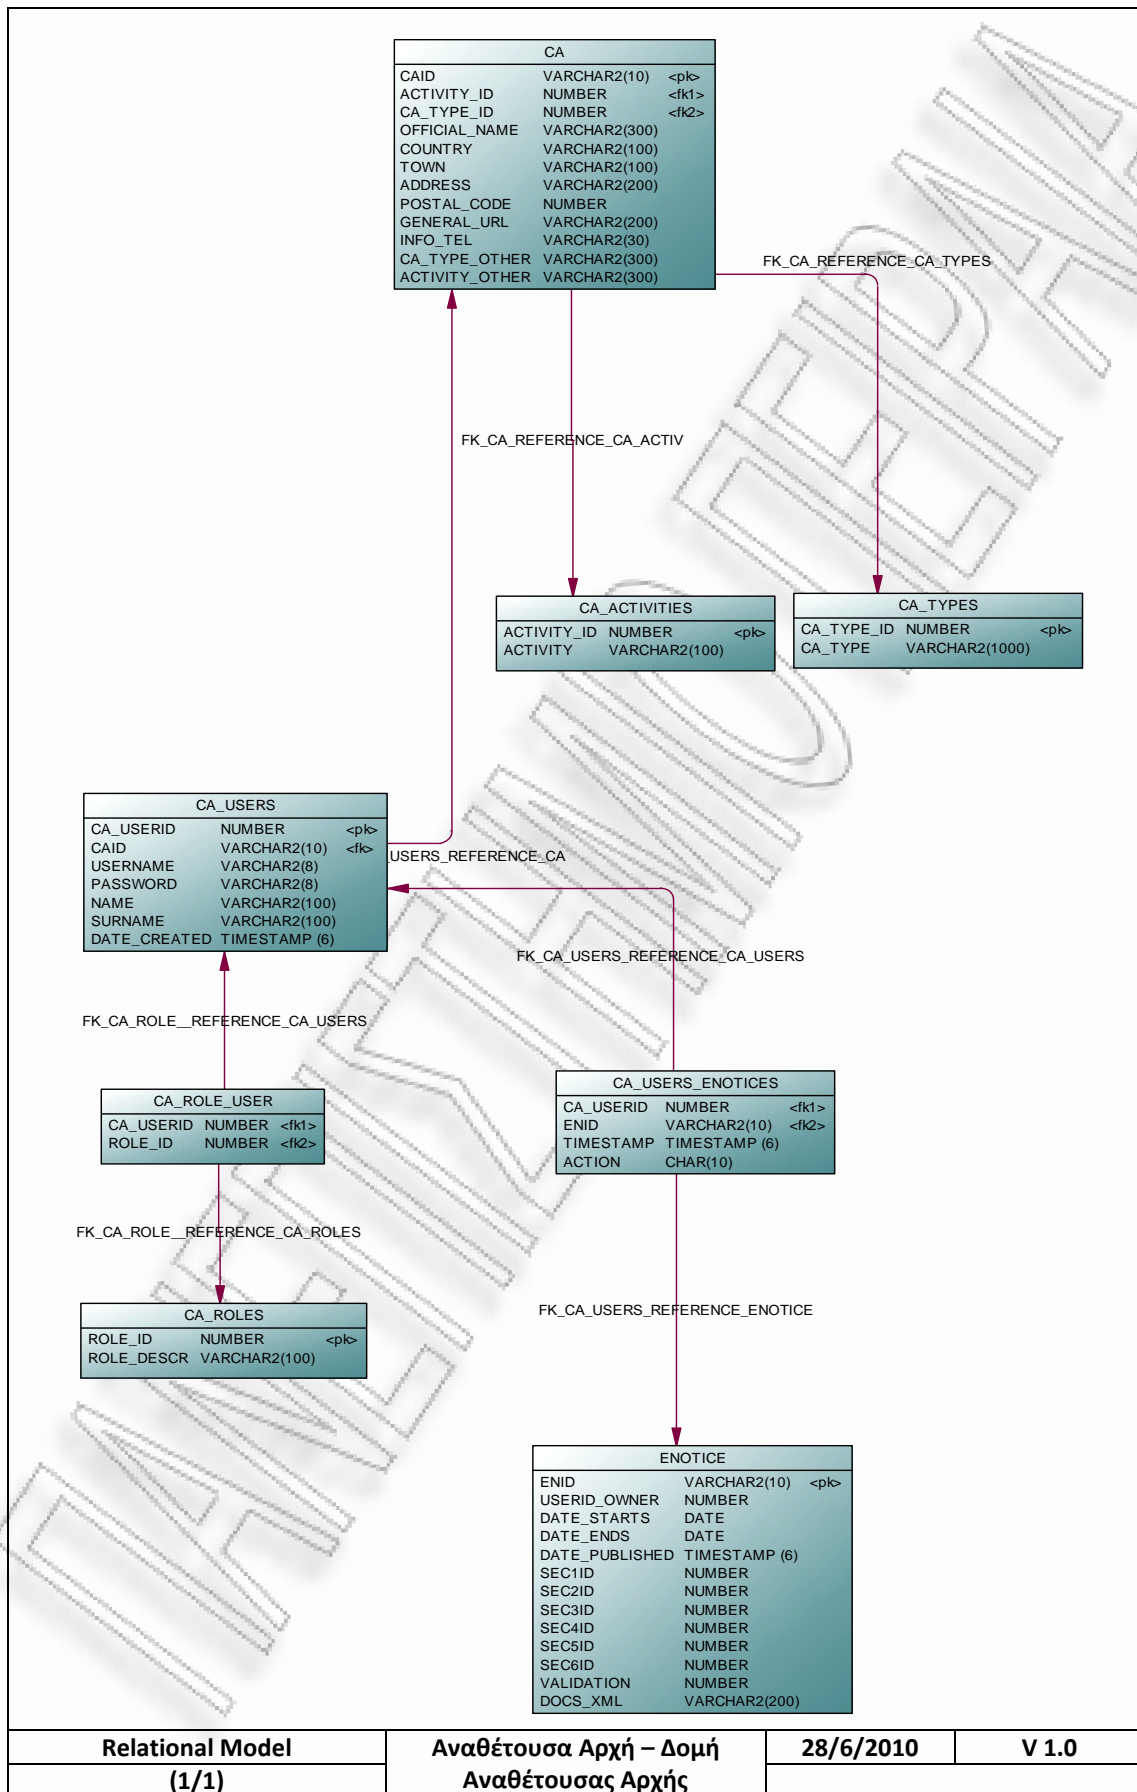 CA
CAID VARCHAR2(10) <pk>
ACTIVITY_ID NUMBER <fk1>
CA_TYPE_ID NUMBER <fk2>
OFFICIAL_NAME VARCHAR2(300)
COUNTRY VARCHAR2(100)
TOWN VARCHAR2(100)
ADDRESS VARCHAR2(200)
POSTAL_CODE NUMBER
GENERAL_URL VARCHAR2(200)
INFO_TEL VARCHAR2(30)
CA_TYPE_OTHER VARCHAR2(300)
ACTIVITY_OTHER VARCHAR2(300)
FK_CA_REFERENCE_CA_TYPES
FK_CA_REFERENCE_CA_ACTIV
CA_ACTIVITIES
ACTIVITY_ID NUMBER <pk>
ACTIVITY VARCHAR2(100)
CA_TYPES
CA_TYPE_ID NUMBER <pk>
CA_TYPE VARCHAR2(1000)
CA_USERS
CA_USERID NUMBER <pk>
CAID VARCHAR2(10) <fk>
USERNAME VARCHAR2(8)
PASSWORD VARCHAR2(8)
NAME VARCHAR2(100)
SURNAME VARCHAR2(100)
DATE_CREATED TIMESTAMP (6)
_USERS_REFERENCE_CA
FK_CA_USERS_REFERENCE_CA_USERS
FK_CA_ROLE__REFERENCE_CA_USERS
CA_ROLE_USER
CA_USERID NUMBER <fk1>
ROLE_ID NUMBER <fk2>
CA_USERS_ENOTICES
CA_USERID NUMBER <fk1>
ENID VARCHAR2(10) <fk2>
TIMESTAMP TIMESTAMP (6)
ACTION CHAR(10)
FK_CA_ROLE__REFERENCE_CA_ROLES
CA_ROLES
ROLE_ID NUMBER <pk>
ROLE_DESCR VARCHAR2(100)
FK_CA_USERS_REFERENCE_ENOTICE
ENOTICE
ENID VARCHAR2(10) <pk>
USERID_OWNER NUMBER
DATE_STARTS DATE
DATE_ENDS DATE
DATE_PUBLISHED TIMESTAMP (6)
SEC1ID NUMBER
SEC2ID NUMBER
SEC3ID NUMBER
SEC4ID NUMBER
SEC5ID NUMBER
SEC6ID NUMBER
VALIDATION NUMBER
DOCS_XML VARCHAR2(200)
Relational Model
(1/1)
Αναθέτουσα Αρχή – Δομή
Αναθέτουσας Αρχής
28/6/2010
V 1.0